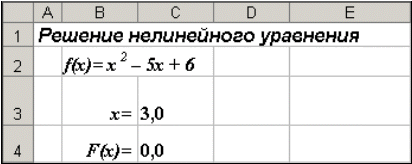 A B C D E
1 Решение нелинейного уравнения
2 f(x)= x ² – 5x + 6
3 x= 3,0
4 F(x)= 0,0